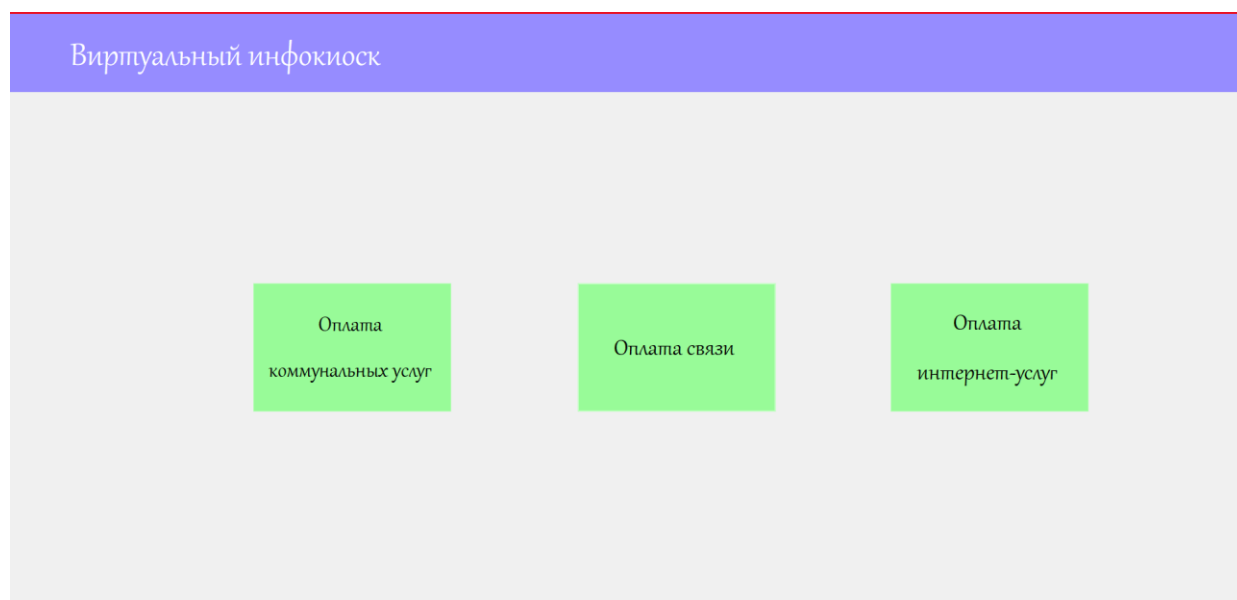 Виртуальный инфокиоск
Оплата
коммунальных услуг
Оплата связи
Оплата
интернет-услуг